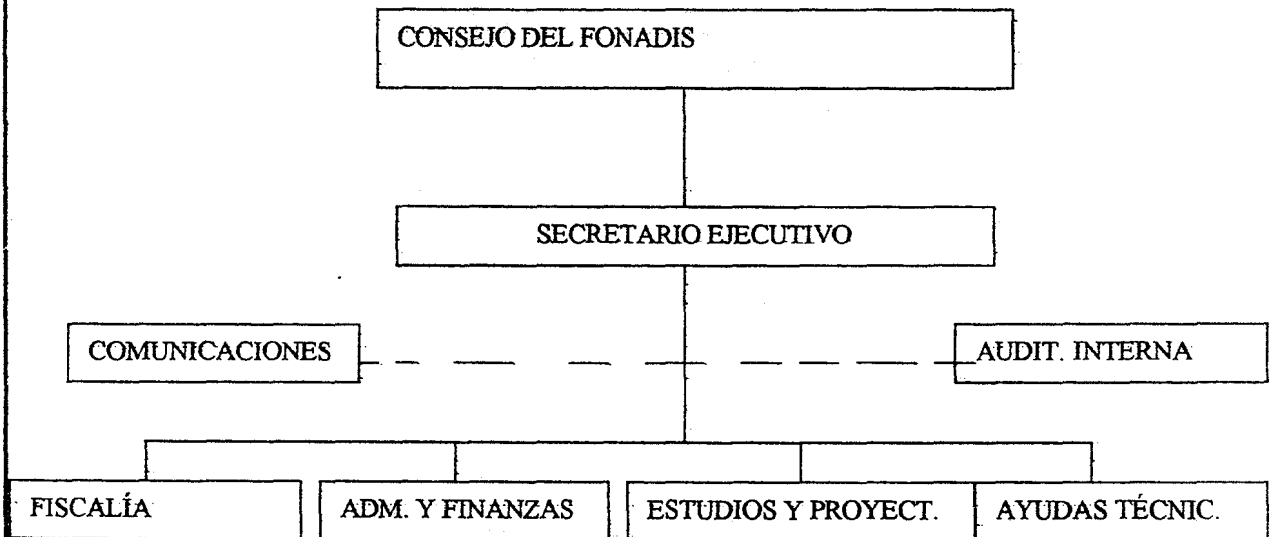 CONSEJO DEL FONADIS
SECRETARIO EJECUTIVO
COMUNICACIONES
AUDIT. INTERNA
FISCALÍA
ADM. Y FINANZAS
ESTUDIOS Y PROYECT.
AYUDAS TÉCNIC.